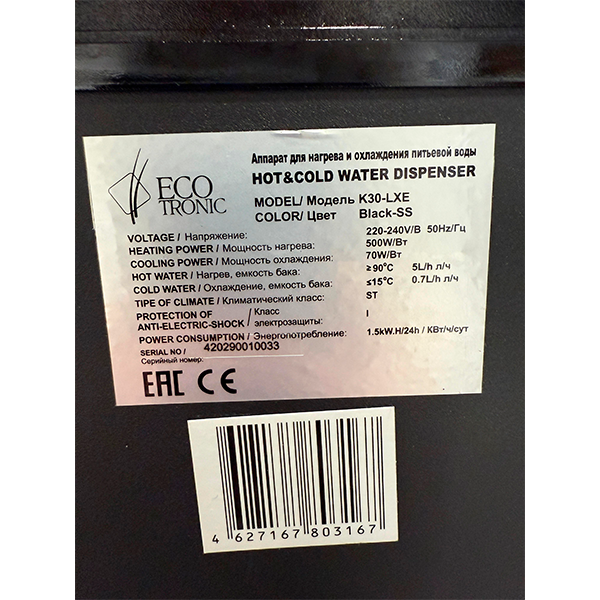 ECO
TRONIC
Аппарат для нагрева и охлаждения питьевой воды
HOT&COLD WATER DISPENSER
MODEL/ Модель K30-LXE
COLOR/ Цвет Black-SS
VOLTAGE / Напряжение: 220-240V/В 50Hz/Гц
HEATING POWER / Мощность нагрева: 500W/Вт
COOLING POWER / Мощность охлаждения: 70W/Вт
HOT WATER / Нагрев, емкость бака: ≥90°C 5L/h л/ч
COLD WATER / Охлаждение, емкость бака: ≤15°C 0.7L/h л/ч
TIPE OF CLIMATE / Климатический класс: ST
PROTECTION OF ANTI-ELECTRIC-SHOCK / Класс электрозащиты: I
POWER CONSUMPTION / Энергопотребление: 1.5kW.H/24h / КВт/ч/сут
SERIAL NO / Серийный номер: 420290010033
EAC CE
4 627167 803167